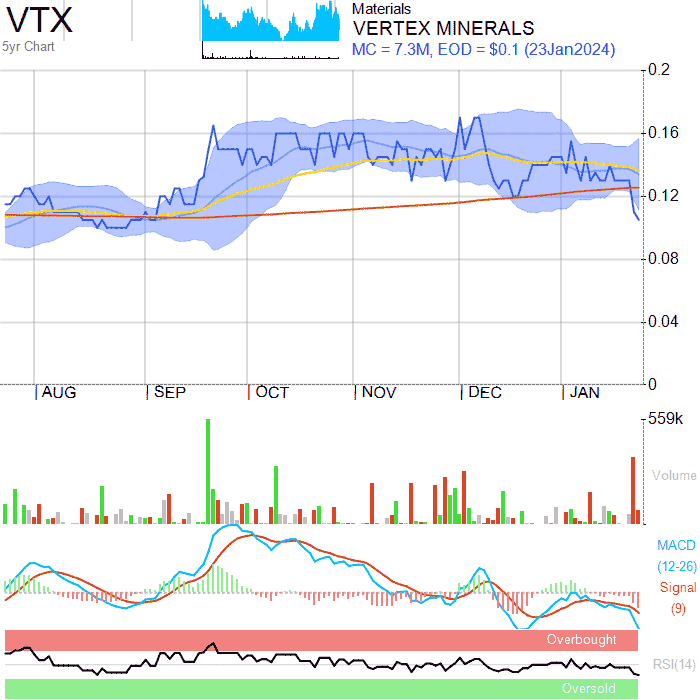 VTX
5yr Chart
Materials
VERTEX MINERALS
MC = 7.3M, EOD = $0.1 (23Jan2024)
0.2
0.16
0.12
0.08
0.04
0
AUG SEP OCT NOV DEC JAN
559k
Volume
MACD
(12-26)
Signal
(9)
Overbought
RSI(14)
Oversold